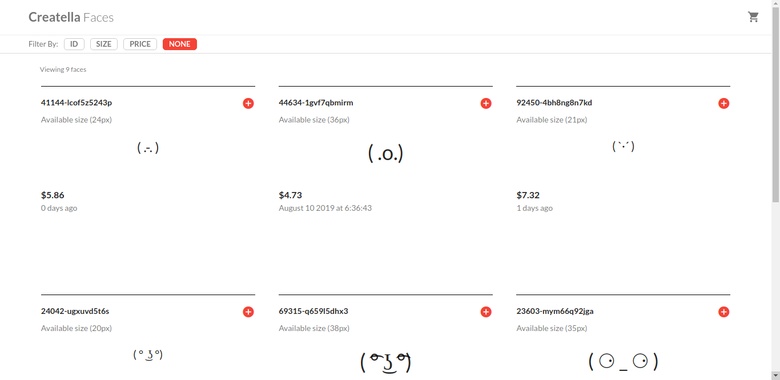 Creatella Faces
Filter By: ID SIZE PRICE NONE
Viewing 9 faces
41144-lcof5z5243p
Available size (24px)
( .-. )
$5.86
0 days ago
44634-1gvf7qbmirm
Available size (36px)
( .o.)
$4.73
August 10 2019 at 6:36:43
92450-4bh8ng8n7kd
Available size (21px)
( `·´ )
$7.32
1 days ago
24042-ugxuvd5t6s
Available size (20px)
( ° ͜ʖ °)
69315-q659l5dhx3
Available size (38px)
( ͡° ͜ʖ ͡°)
23603-mym66q92jga
Available size (35px)
( ⚆ _ ⚆ )